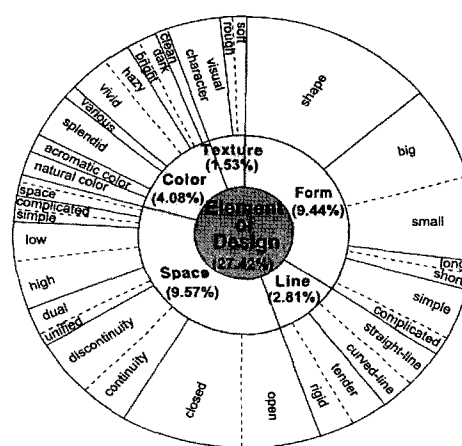 Element
of
Design
(27.42%)
Texture
(1.53%)
Form
(9.44%)
Line
(2.81%)
Space
(9.57%)
Color
(4.08%)
soft
rough
visual
character
clean
dark
bright
hazy
vivid
various
splendid
acromatic color
natural color
space
complicated
simple
low
high
dual
unified
discontinuity
continuity
closed
open
rigid
tender
curved-line
straight-line
complicated
simple
short
long
small
big
shape